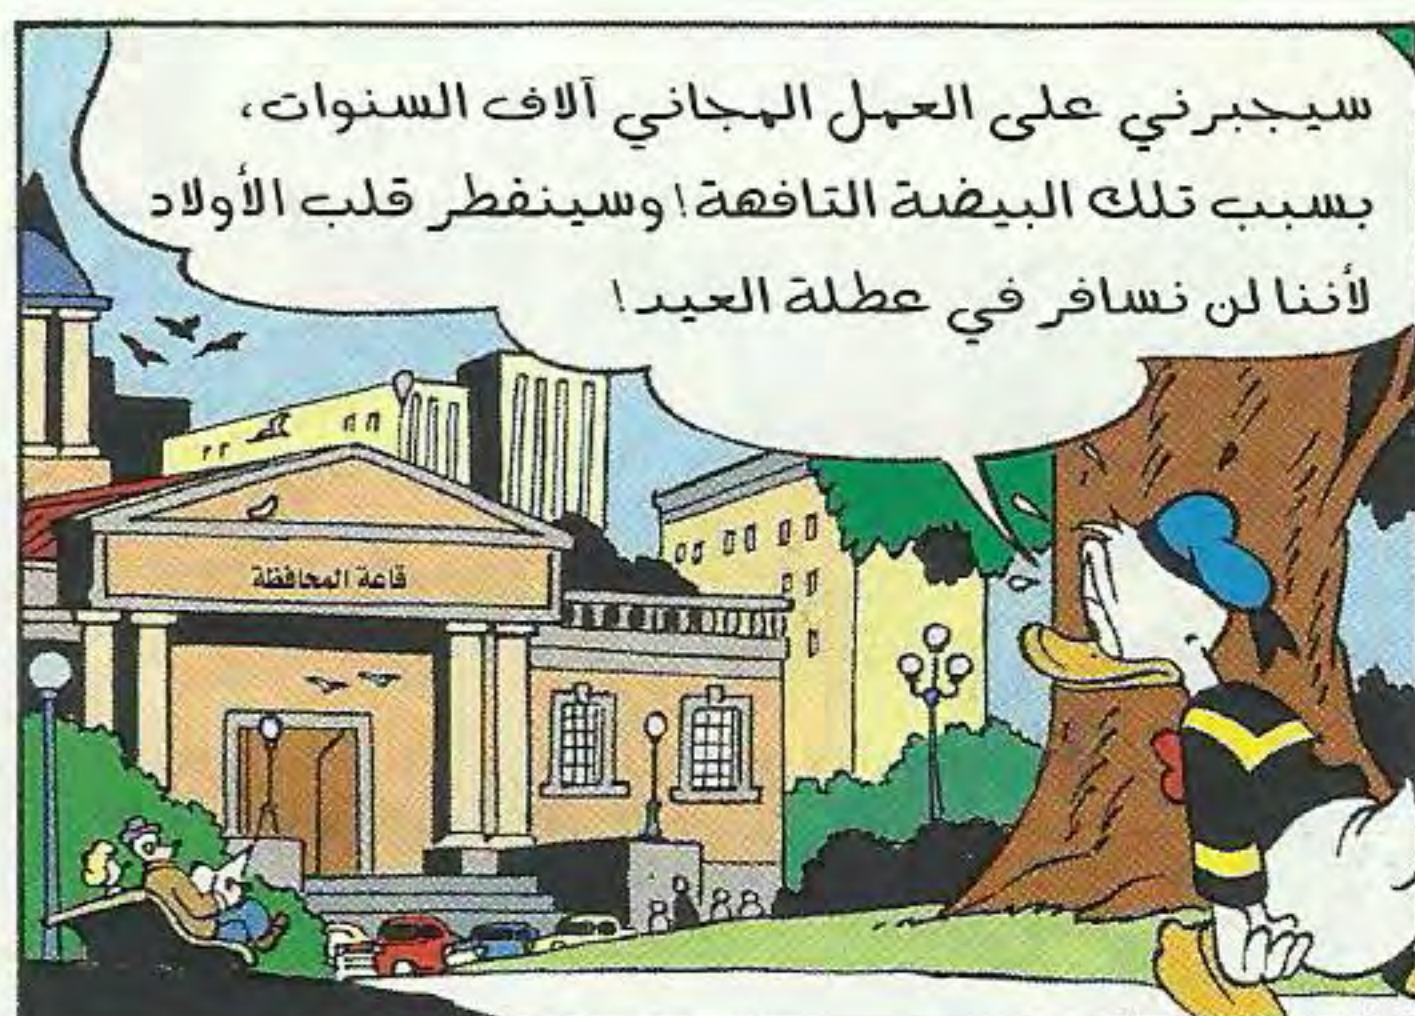 سيجبرني على العمل المجاني آلاف السنوات،
بسبب تلك البيضة التافهة! وسينفطر قلب الأولاد
لأننا لن نسافر في عطلة العيد!
قاعة المحافظة